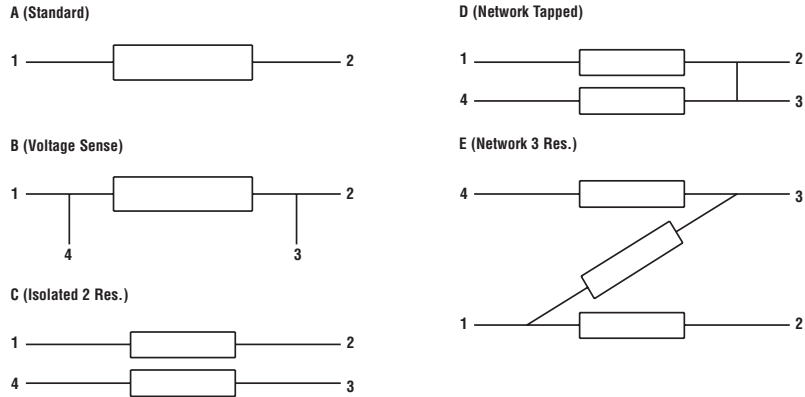 A (Standard)
1 2
B (Voltage Sense)
1 2
4 3
C (Isolated 2 Res.)
1 2
4 3
D (Network Tapped)
1 2
4 3
E (Network 3 Res.)
4 3
1 2